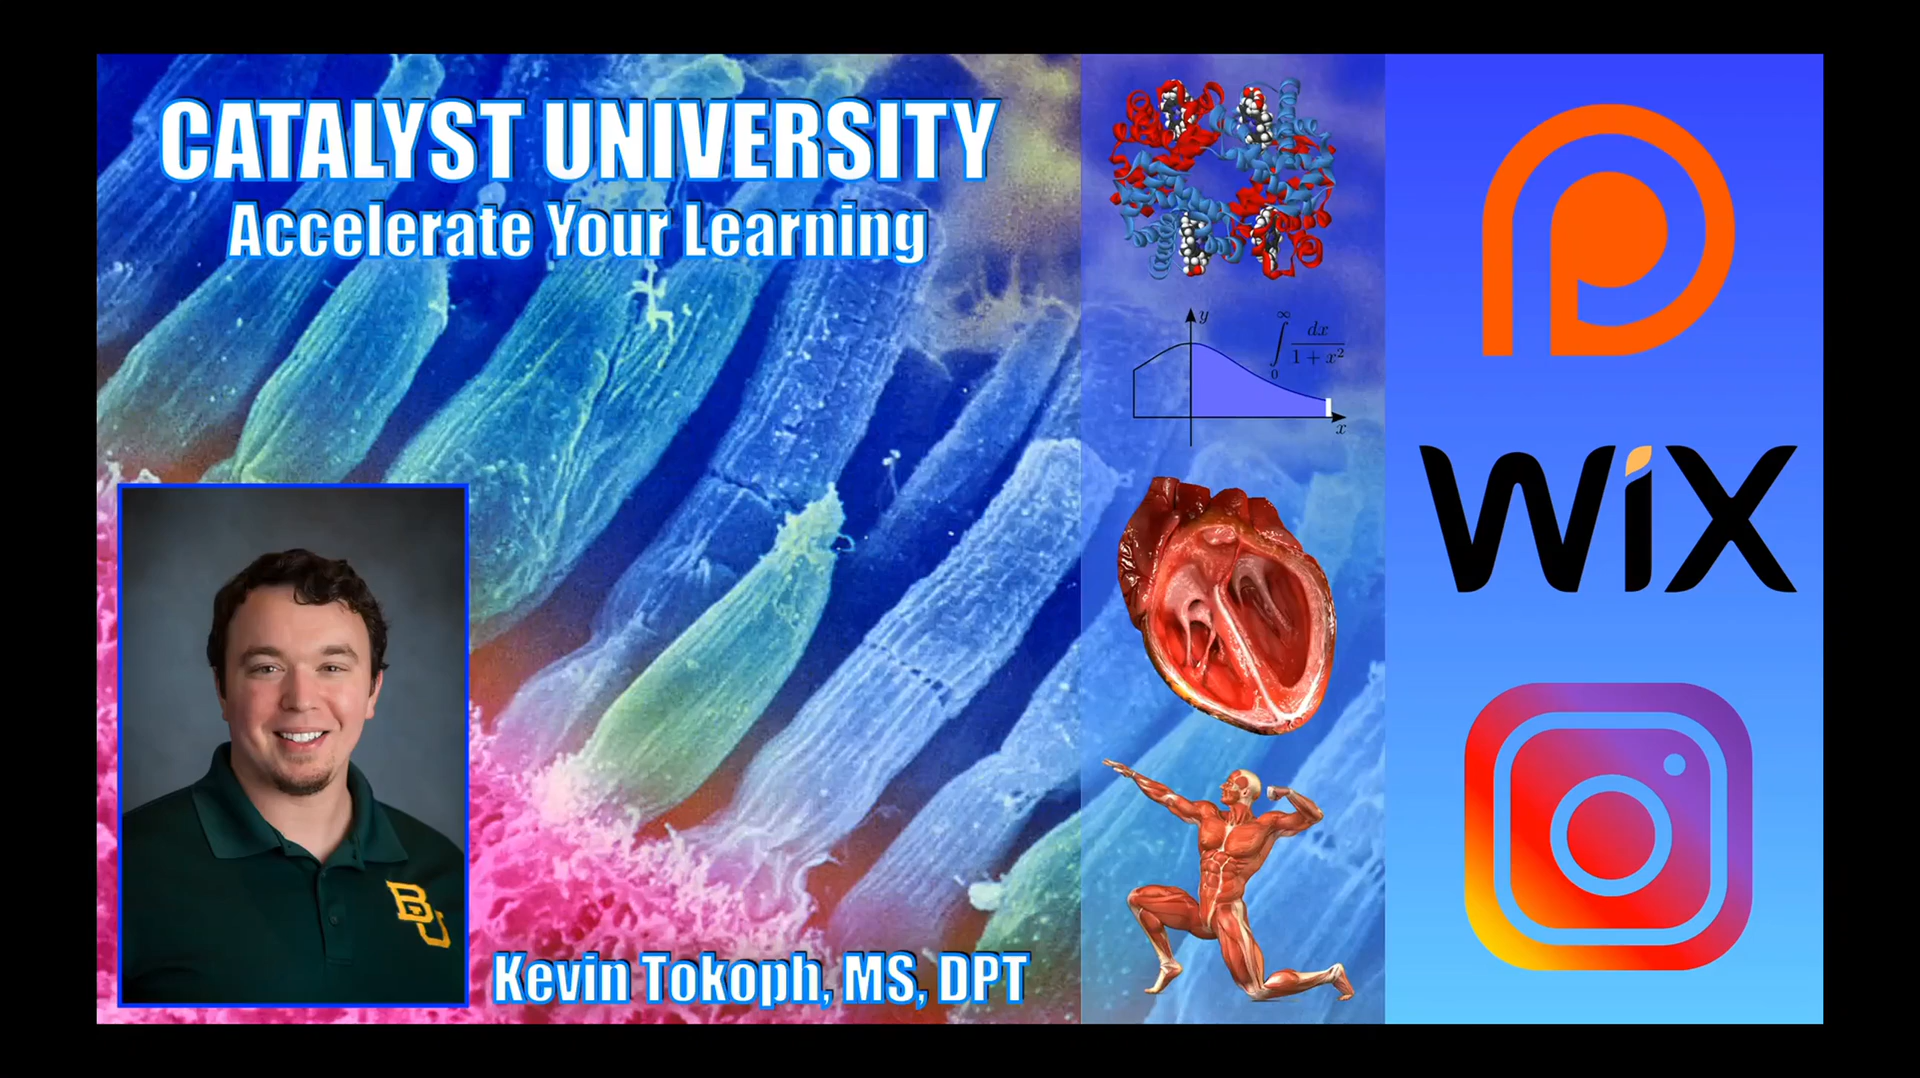 CATALYST UNIVERSITY
Accelerate Your Learning
Kevin Tokoph, MS, DPT
BU
y
∞
∫ dx
0 1 + x²
x
WiX